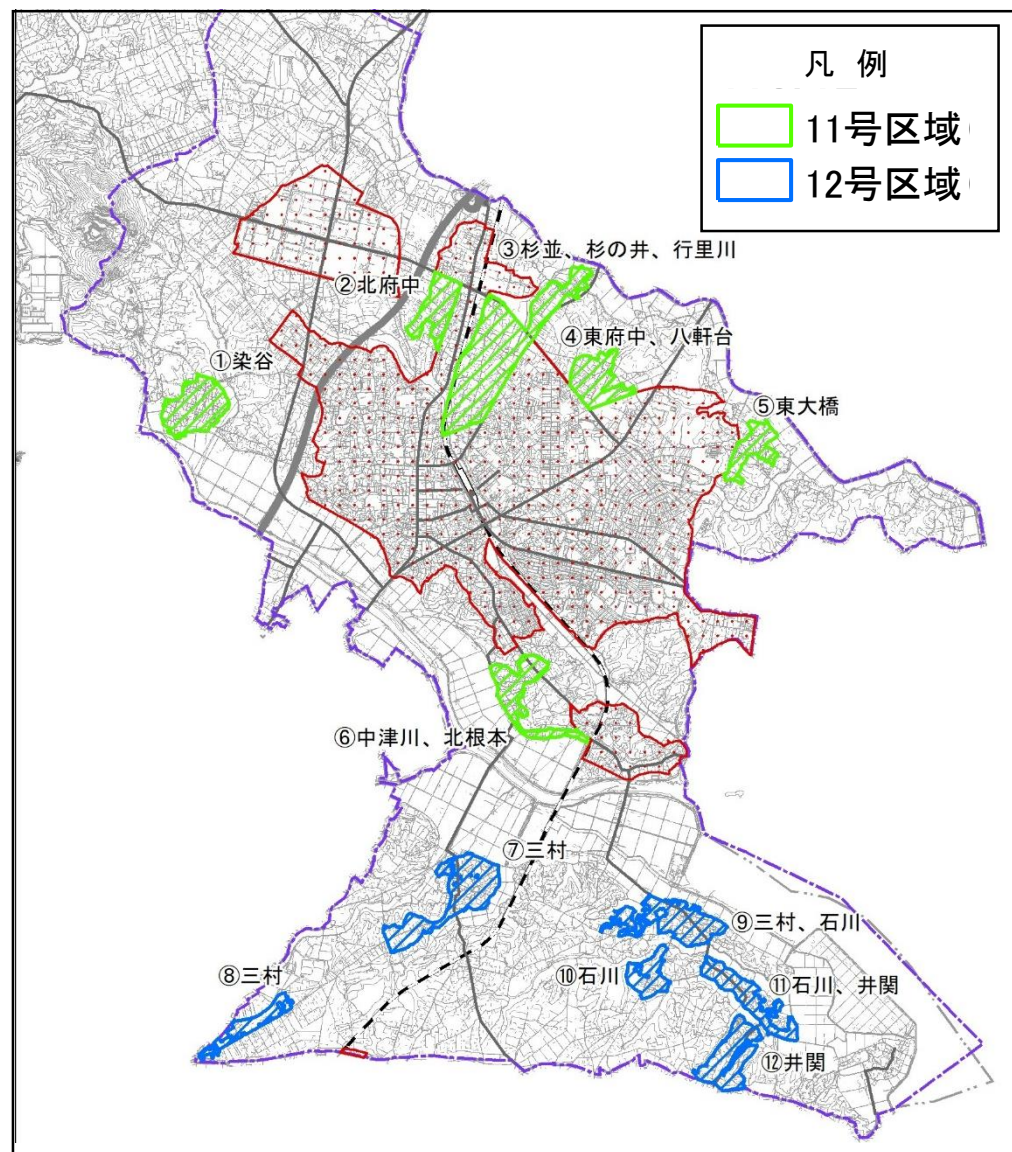 凡 例
11号区域
12号区域
③杉並、杉の井、行里川
②北府中
④東府中、八軒台
①染谷
⑤東大橋
⑥中津川、北根本
⑦三村
⑨三村、石川
⑧三村
⑩石川
⑪石川、井関
⑫井関